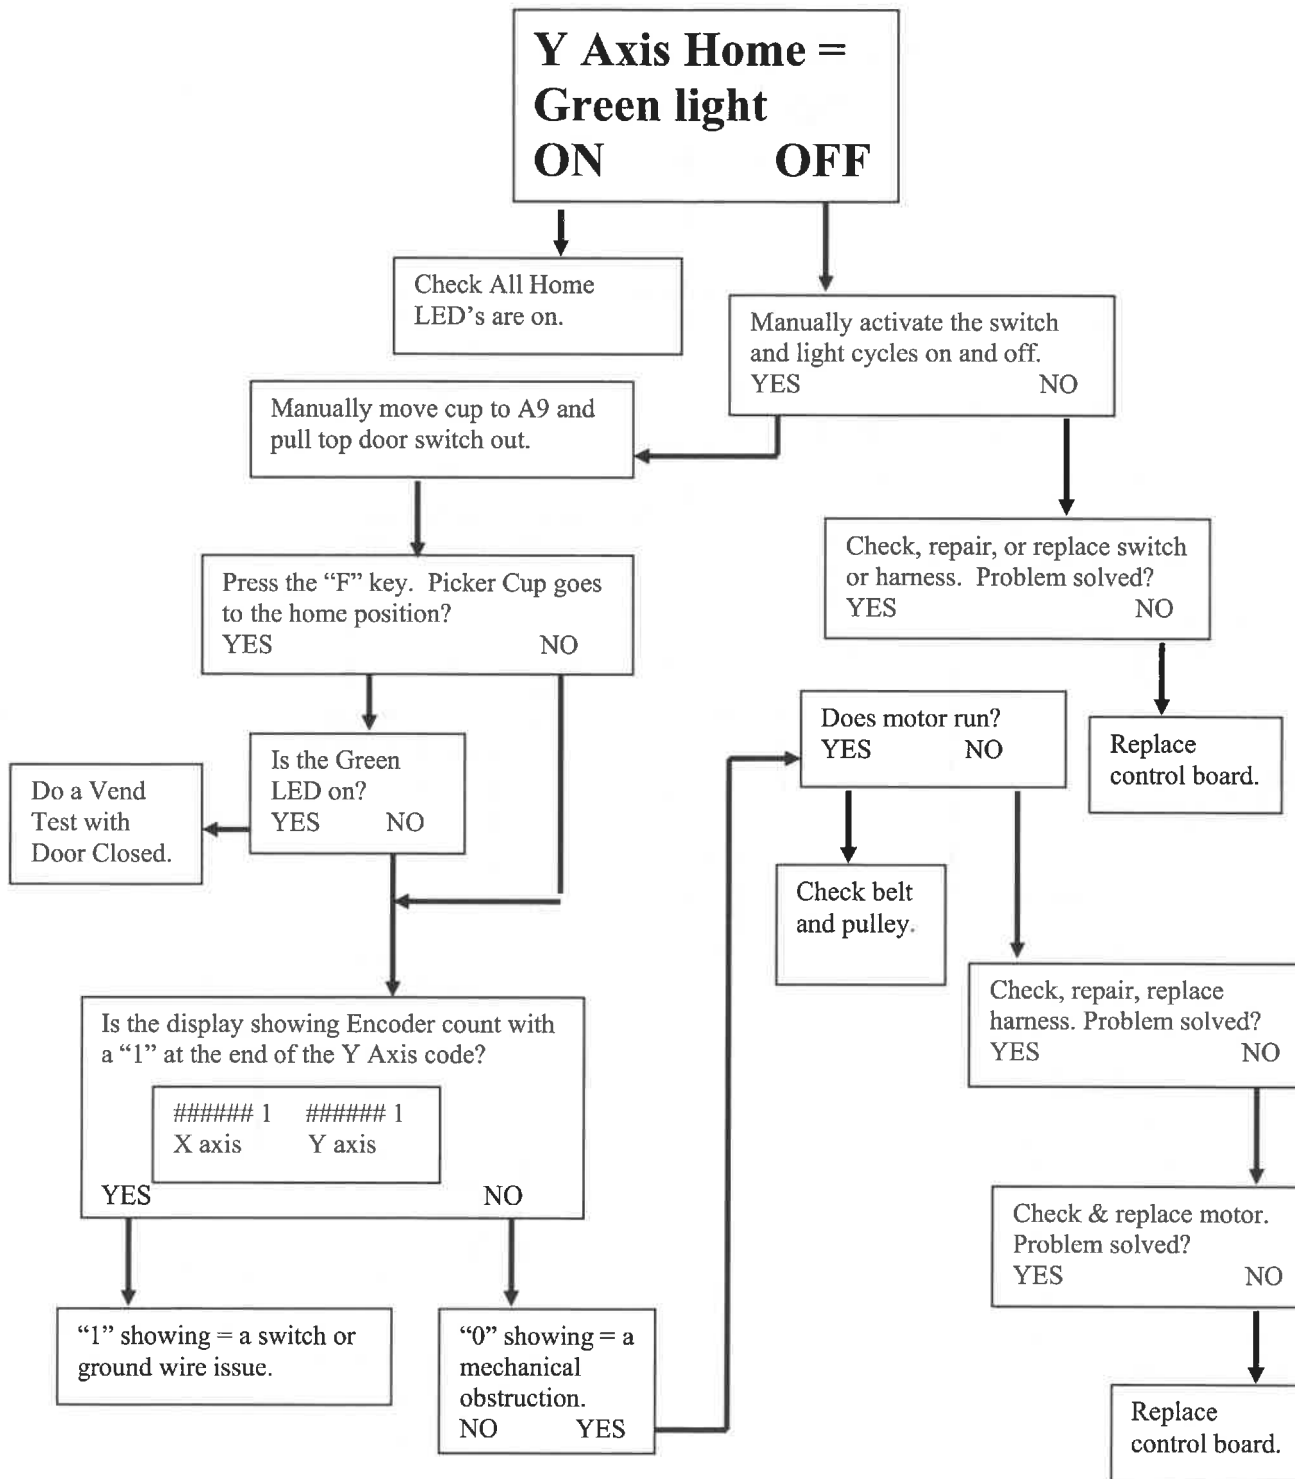 Y Axis Home =
Green light
ON OFF
Check All Home
LED’s are on.
Manually activate the switch
and light cycles on and off.
YES NO
Manually move cup to A9 and
pull top door switch out.
Check, repair, or replace switch
or harness. Problem solved?
YES NO
Press the “F” key. Picker Cup goes
to the home position?
YES NO
Does motor run?
YES NO
Replace
control board.
Is the Green
LED on?
YES NO
Do a Vend
Test with
Door Closed.
Check belt
and pulley.
Check, repair, replace
harness. Problem solved?
YES NO
Is the display showing Encoder count with
a “1” at the end of the Y Axis code?
###### 1 ###### 1
X axis Y axis
YES NO
Check & replace motor.
Problem solved?
YES NO
“1” showing = a switch or
ground wire issue.
“0” showing = a
mechanical
obstruction.
NO YES
Replace
control board.